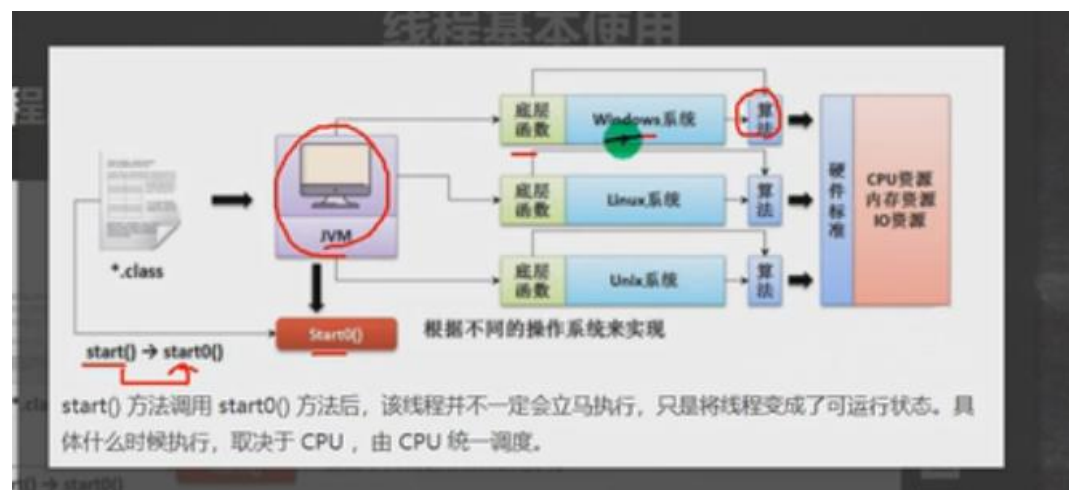 线程基本使用
程
底层
函数
Windows系统
算
法
底层
函数
Linux系统
算
法
底层
函数
Unix系统
算
法
硬
件
标
准
CPU资源
内存资源
IO资源
*.class
JVM
Start0()
根据不同的操作系统来实现
start() → start0()
start() 方法调用 start0() 方法后，该线程并不一定会立马执行，只是将线程变成了可运行状态。具
体什么时候执行，取决于 CPU ，由 CPU 统一调度。
*.cla
rt() → start0()